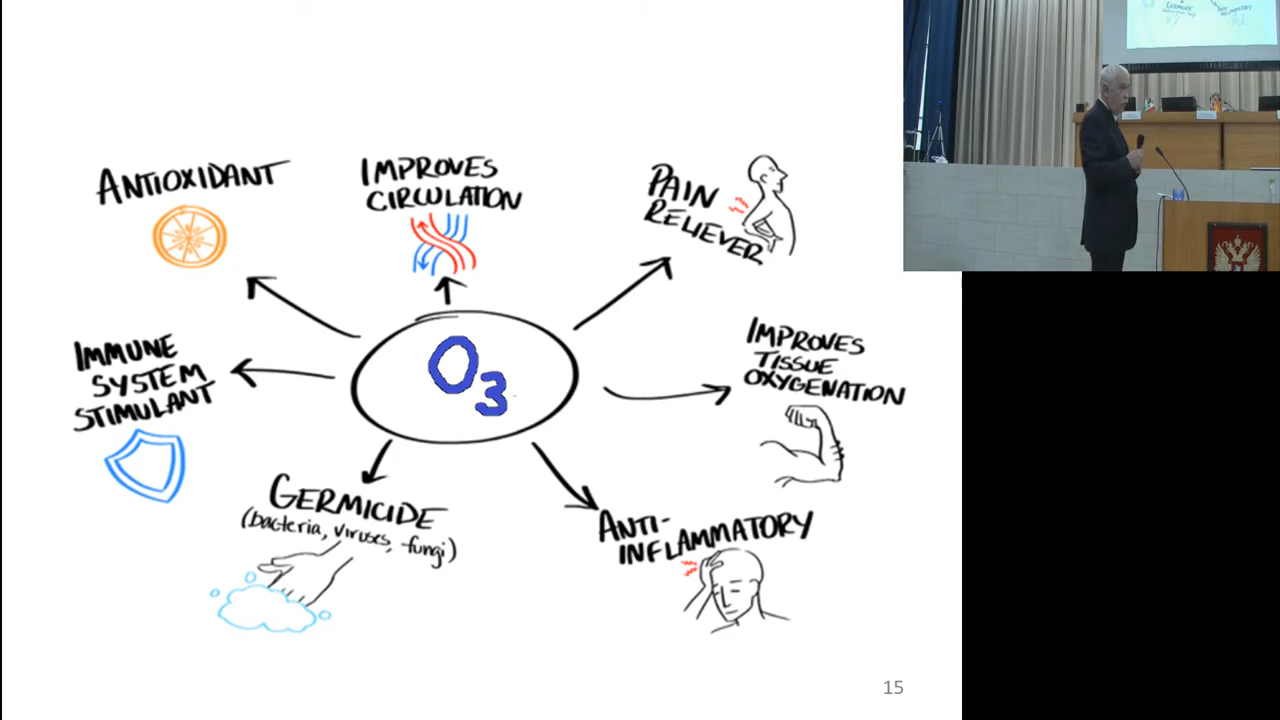 ANTIOXIDANT
IMPROVES
CIRCULATION
PAIN
RELIEVER
IMMUNE
SYSTEM
STIMULANT
O3
IMPROVES
TISSUE
OXYGENATION
GERMICIDE
(bacteria, viruses, fungi)
ANTI-
INFLAMMATORY
15
GERMICIDE